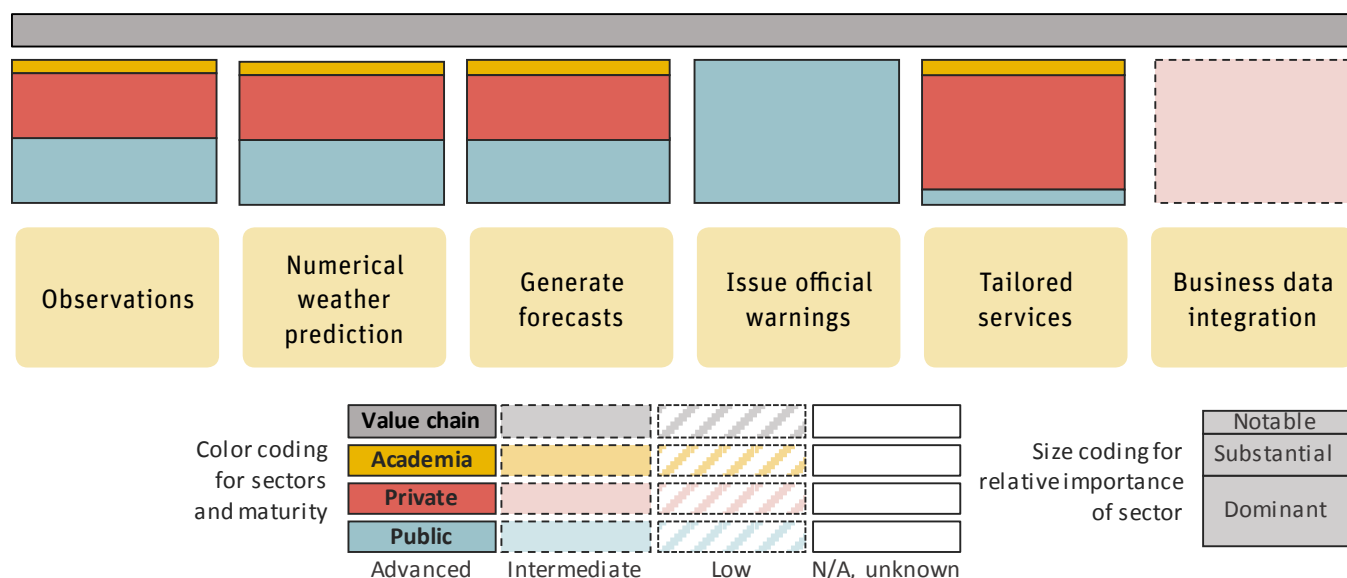 Observations
Numerical
weather
prediction
Generate
forecasts
Issue official
warnings
Tailored
services
Business data
integration
Color coding
for sectors
and maturity
Value chain
Academia
Private
Public
Advanced
Intermediate
Low
N/A, unknown
Size coding for
relative importance
of sector
Notable
Substantial
Dominant